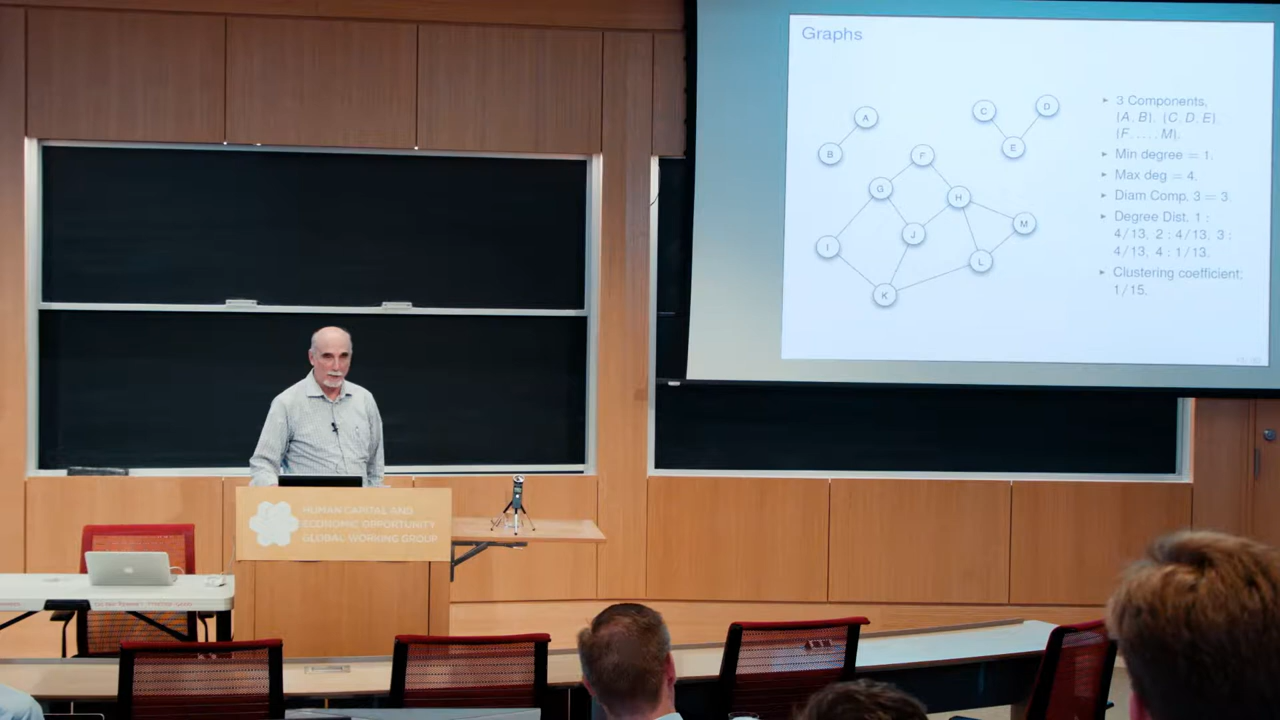 Graphs
A
B
C
D
E
F
G
H
I
J
K
L
M
▸ 3 Components,
{A, B}, {C, D, E}
{F, . . . , M}.
▸ Min degree = 1.
▸ Max deg = 4.
▸ Diam Comp. 3 = 3
▸ Degree Dist. 1 :
4/13, 2 : 4/13, 3 :
4/13, 4 : 1/13.
▸ Clustering coefficient:
1/15.
HUMAN CAPITAL AND
ECONOMIC OPPORTUNITY
GLOBAL WORKING GROUP